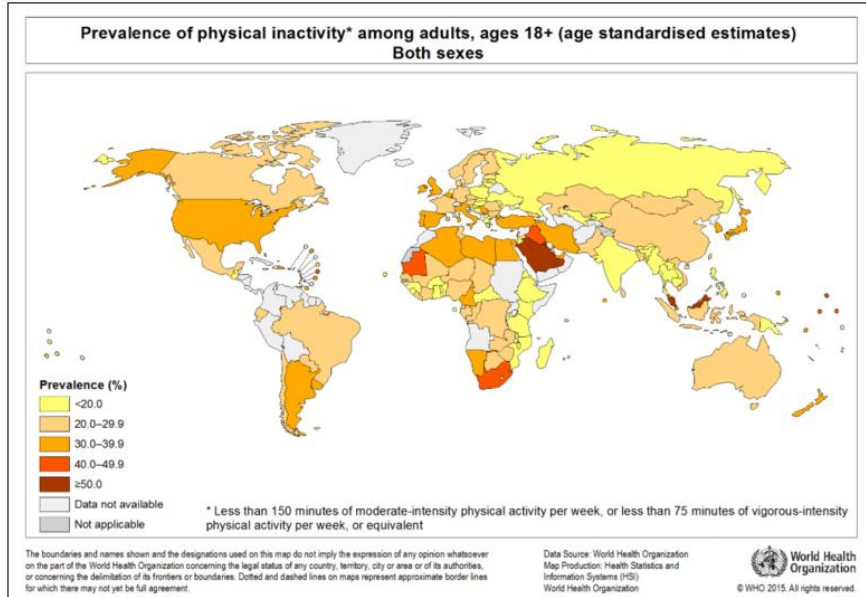 Prevalence of physical inactivity* among adults, ages 18+ (age standardised estimates)
Both sexes
Prevalence (%)
<20.0
20.0–29.9
30.0–39.9
40.0–49.9
≥50.0
Data not available
Not applicable
* Less than 150 minutes of moderate-intensity physical activity per week, or less than 75 minutes of vigorous-intensity
physical activity per week, or equivalent
The boundaries and names shown and the designations used on this map do not imply the expression of any opinion whatsoever
on the part of the World Health Organization concerning the legal status of any country, territory, city or area or of its authorities,
or concerning the delimitation of its frontiers or boundaries. Dotted and dashed lines on maps represent approximate border lines
for which there may not yet be full agreement.
Data Source: World Health Organization
Map Production: Health Statistics and
Information Systems (HSI)
World Health Organization
World Health
Organization
© WHO 2015. All rights reserved.